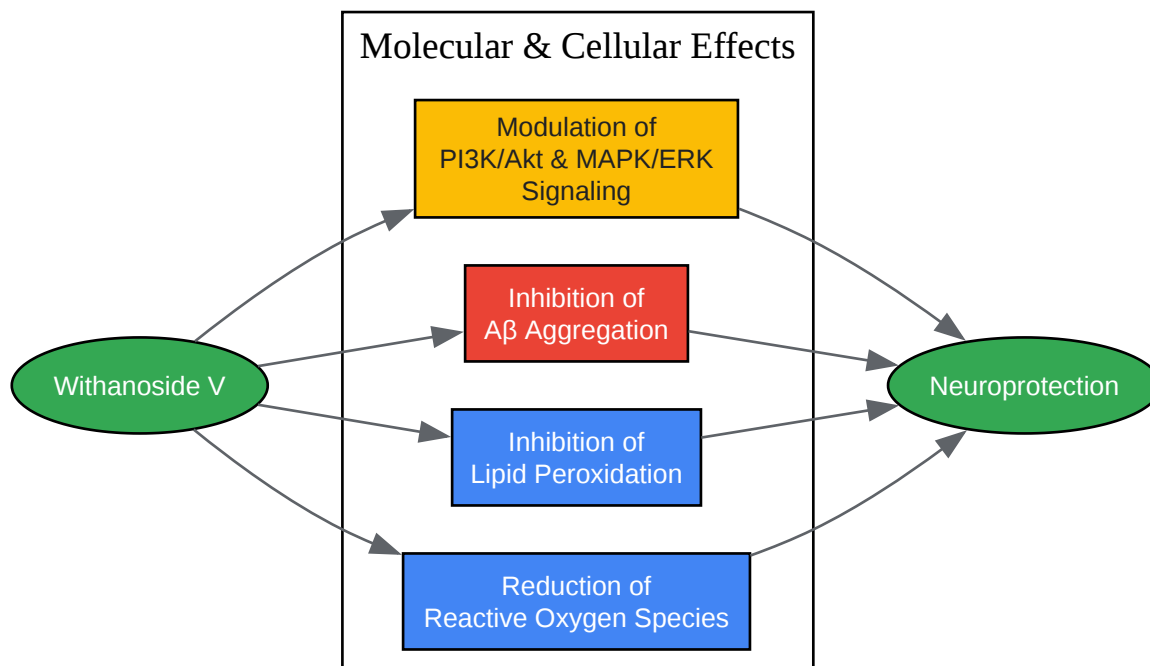 Molecular & Cellular Effects
Modulation of
PI3K/Akt & MAPK/ERK
Signaling
Inhibition of
Aβ Aggregation
Withanoside V
Neuroprotection
Inhibition of
Lipid Peroxidation
Reduction of
Reactive Oxygen Species